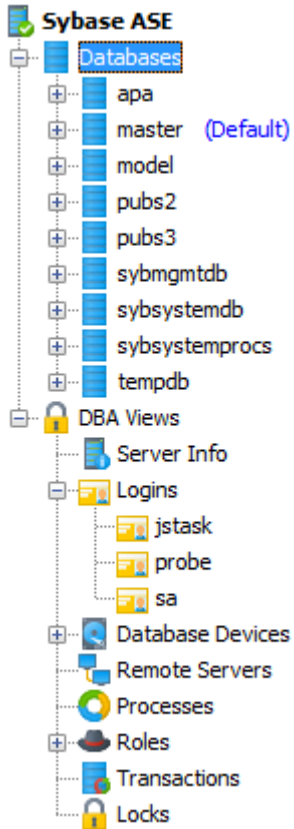 Sybase ASE
Databases
apa
master (Default)
model
pubs2
pubs3
sybmgmtdb
sybsystemdb
sybsystemprocs
tempdb
DBA Views
Server Info
Logins
jstask
probe
sa
Database Devices
Remote Servers
Processes
Roles
Transactions
Locks